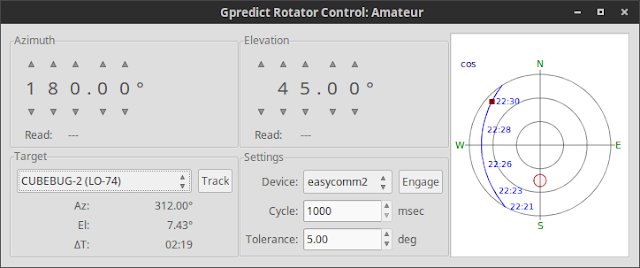 Gpredict Rotator Control: Amateur
Azimuth
180.00°
Read: ---
Elevation
45.00°
Read: ---
Target
CUBEBUG-2 (LO-74)
Track
Az: 312.00°
El: 7.43°
ΔT: 02:19
Settings
Device: easycomm2
Engage
Cycle: 1000 msec
Tolerance: 5.00 deg
cos
N
22:30
22:28
W
E
22:26
22:23
22:21
S